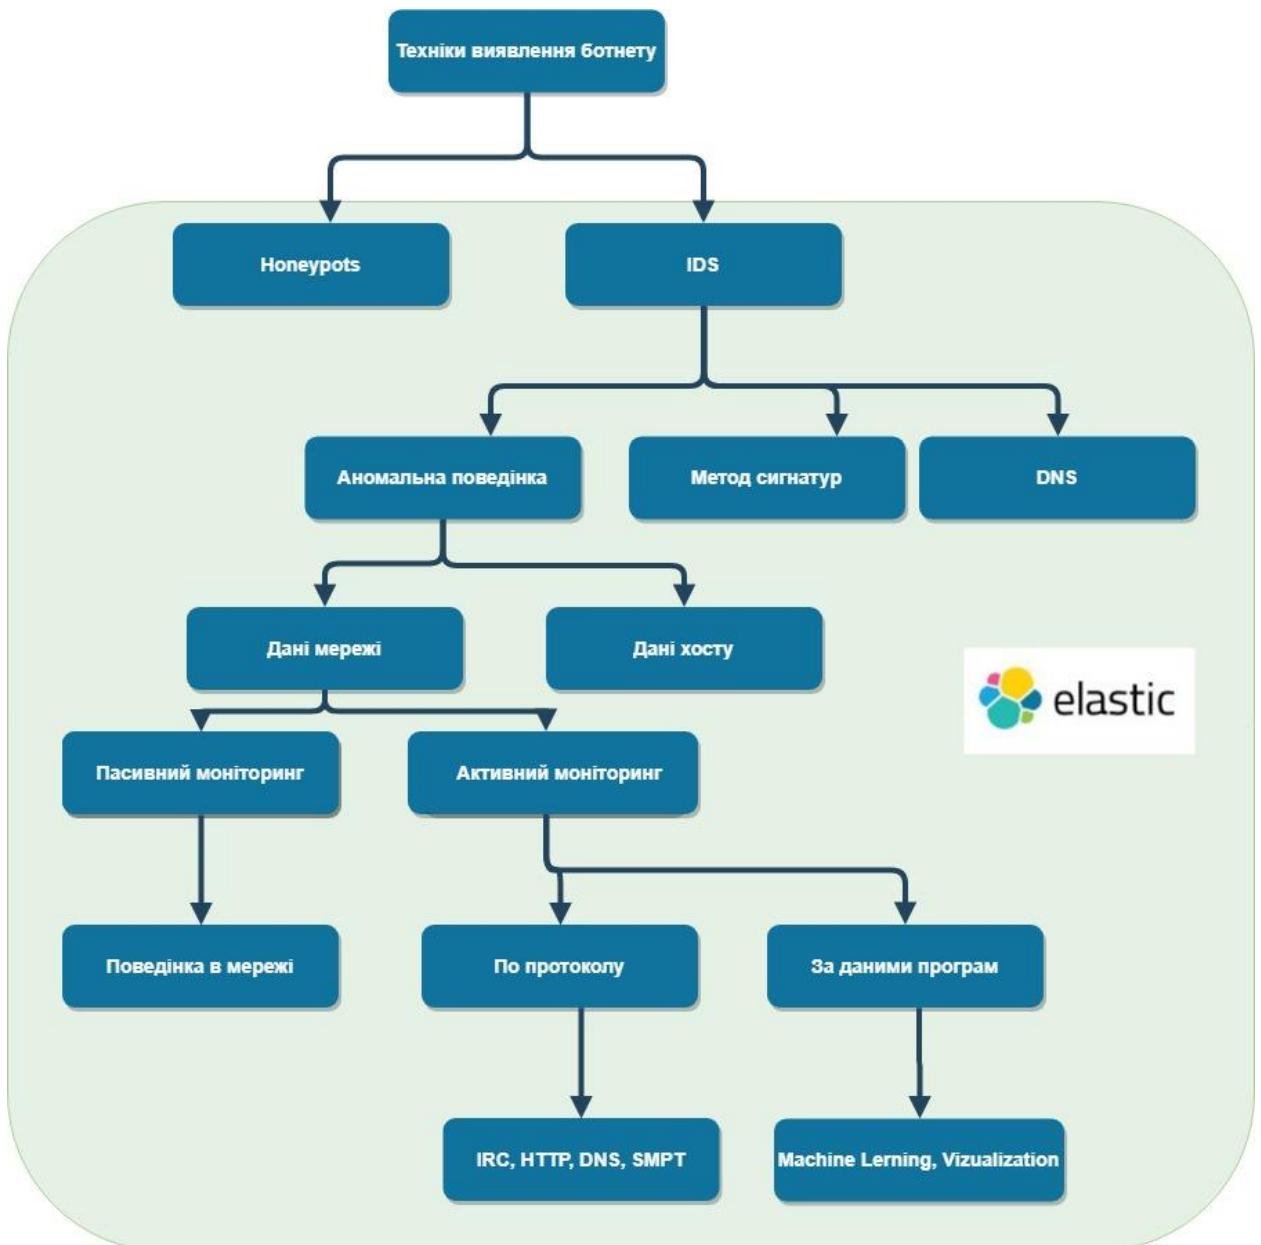 Техніки виявлення ботнету
Honeypots
IDS
Аномальна поведінка
Метод сигнатур
DNS
Дані мережі
Дані хосту
elastic
Пасивний моніторинг
Активний моніторинг
Поведінка в мережі
По протоколу
За даними програм
IRC, HTTP, DNS, SMPT
Machine Lerning, Vizualization